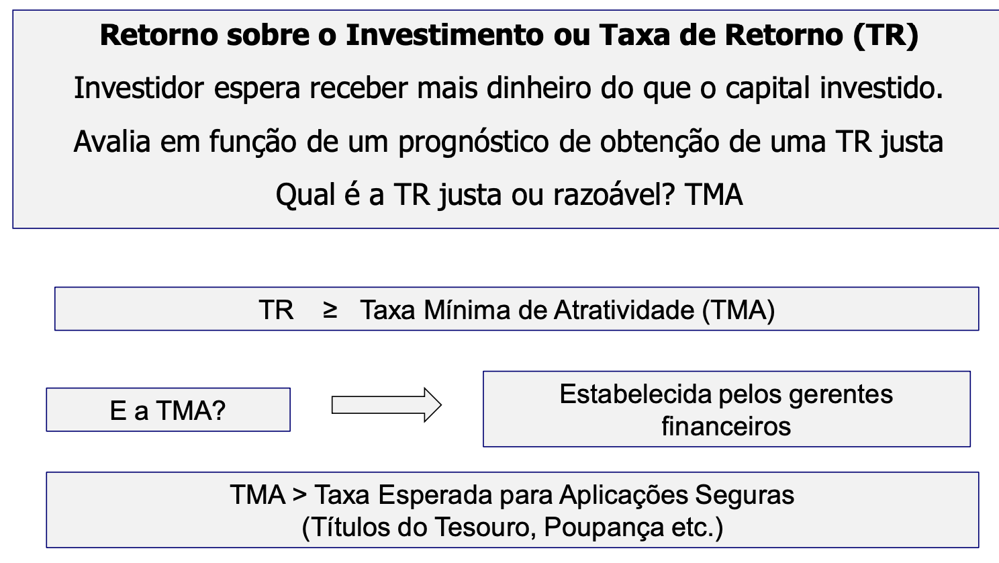 Retorno sobre o Investimento ou Taxa de Retorno (TR)
Investidor espera receber mais dinheiro do que o capital investido.
Avalia em função de um prognóstico de obtenção de uma TR justa
Qual é a TR justa ou razoável? TMA
TR ≥ Taxa Mínima de Atratividade (TMA)
E a TMA?
Estabelecida pelos gerentes
financeiros
TMA > Taxa Esperada para Aplicações Seguras
(Títulos do Tesouro, Poupança etc.)